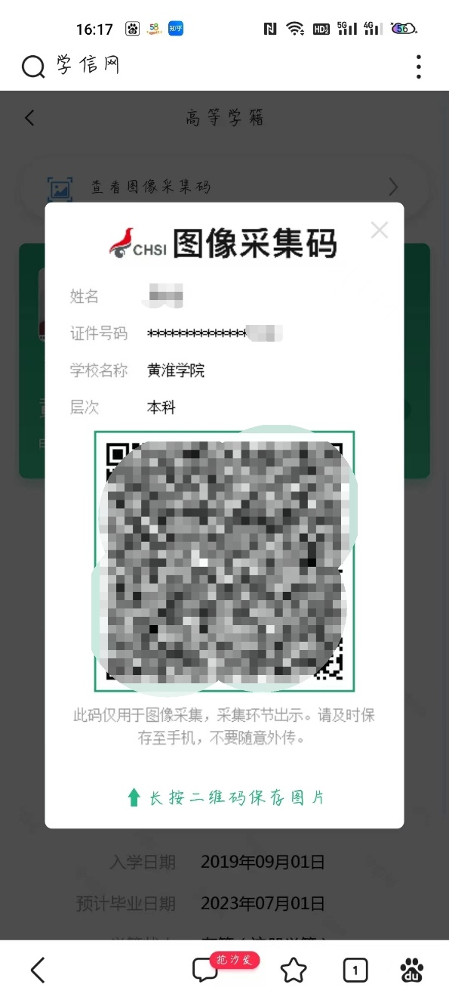 16:17
58
知乎
HD
5G
4G
56
学信网
高等学籍
查看图像采集码
CHSI 图像采集码
姓名
证件号码 **************
学校名称 黄淮学院
层次 本科
此码仅用于图像采集，采集环节出示。请及时保
存至手机，不要随意外传。
长按二维码保存图片
入学日期 2019年09月01日
预计毕业日期 2023年07月01日
抢沙发
1
du